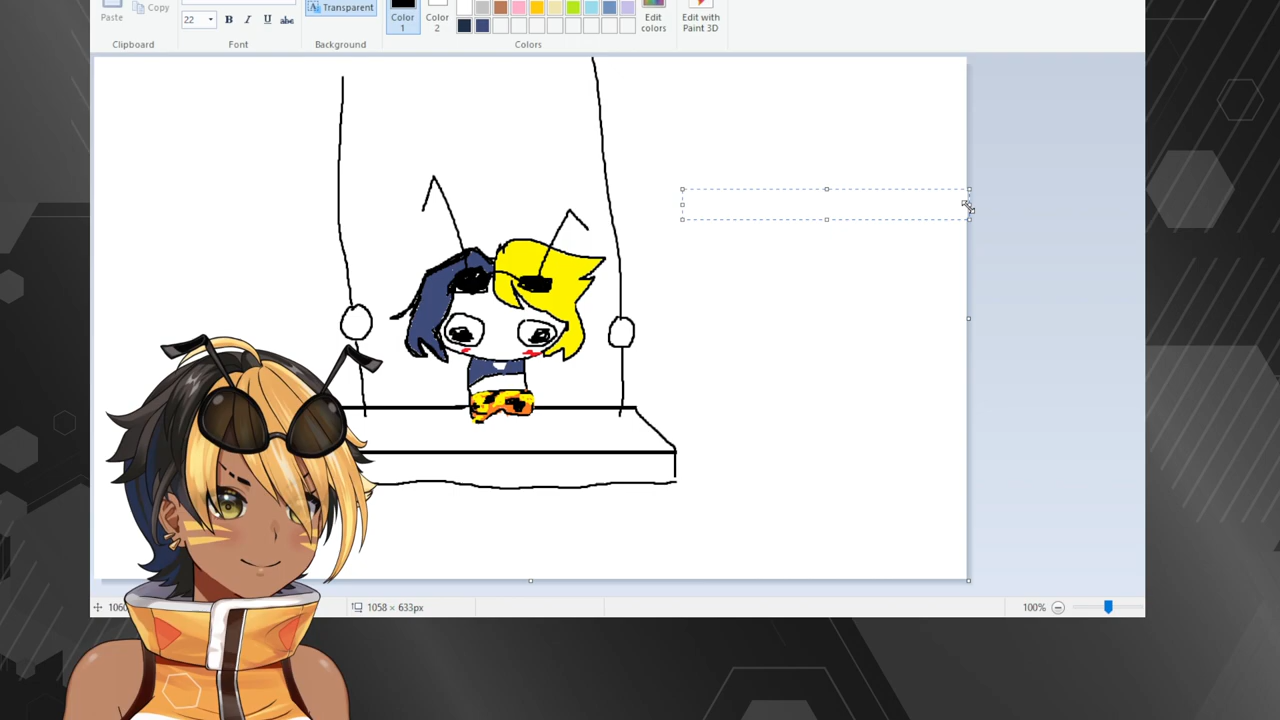 Paste
Copy
22
B I U abc
Transparent
Color
1
Color
2
Edit
colors
Edit with
Paint 3D
Clipboard
Font
Background
Colors
1058 × 633px
100%